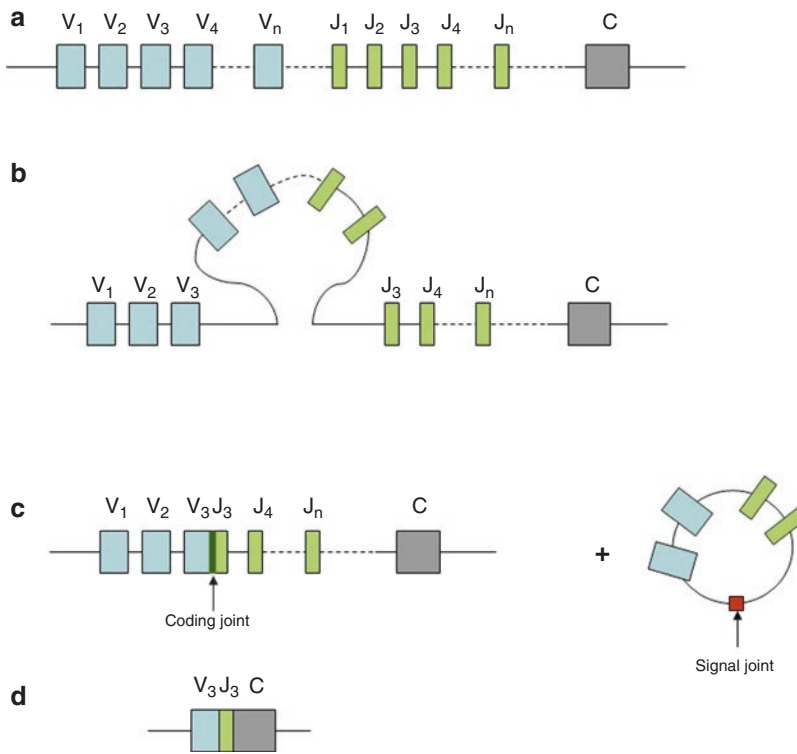 a
V₁ V₂ V₃ V₄ Vₙ J₁ J₂ J₃ J₄ Jₙ C
b
V₁ V₂ V₃ J₃ J₄ Jₙ C
c
V₁ V₂ V₃ J₃ J₄ Jₙ C
+
Coding joint
Signal joint
d
V₃ J₃ C